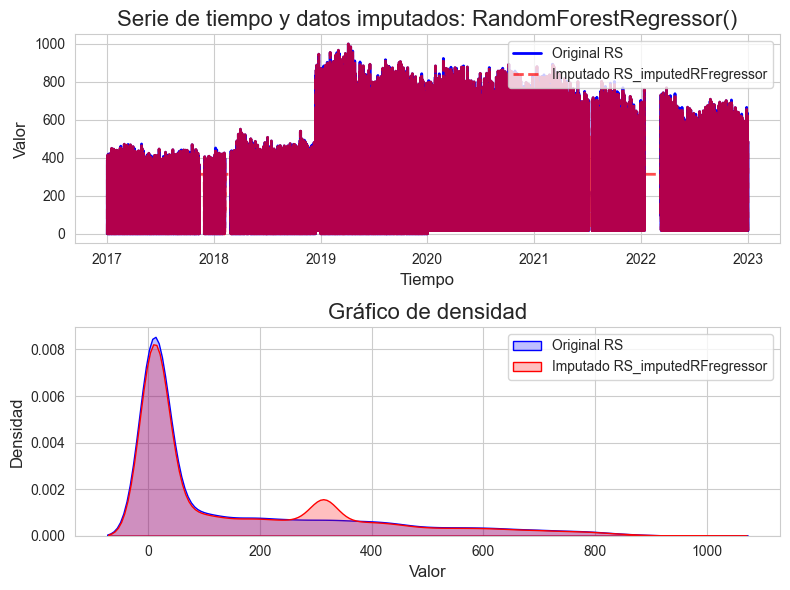 Serie de tiempo y datos imputados: RandomForestRegressor()
1000
800
600
400
200
0
Valor
Original RS
Imputado RS_imputedRFregressor
2017 2018 2019 2020 2021 2022 2023
Tiempo
Gráfico de densidad
0.008
0.006
0.004
0.002
0.000
Densidad
Original RS
Imputado RS_imputedRFregressor
0 200 400 600 800 1000
Valor